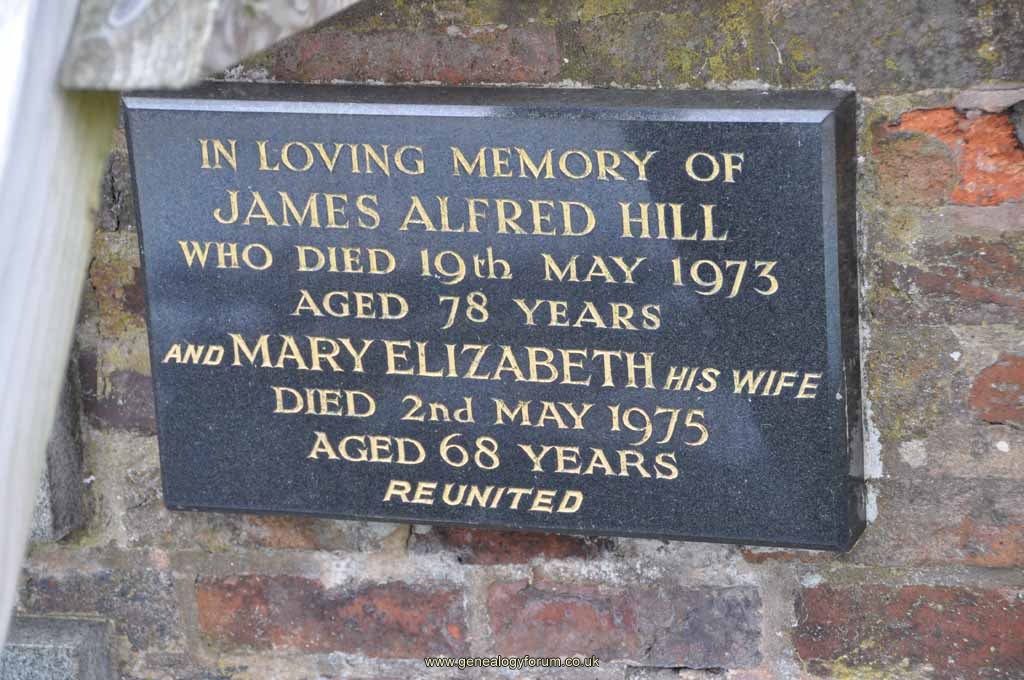 IN LOVING MEMORY OF
JAMES ALFRED HILL
WHO DIED 19th MAY 1973
AGED 78 YEARS
AND MARY ELIZABETH HIS WIFE
DIED 2nd MAY 1975
AGED 68 YEARS
REUNITED
www.genealogyforum.co.uk